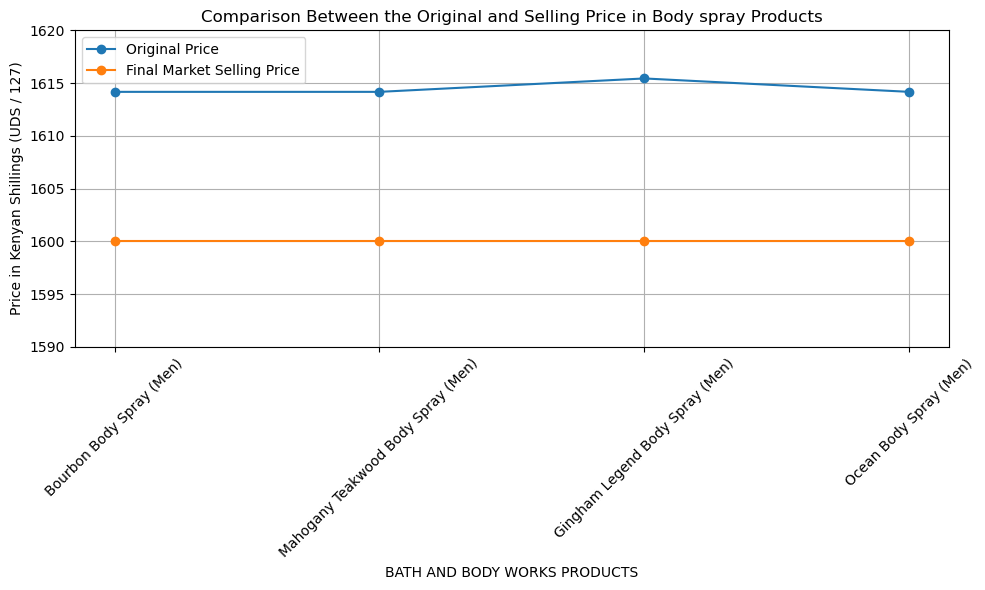 Comparison Between the Original and Selling Price in Body spray Products
Original Price
Final Market Selling Price
Price in Kenyan Shillings (UDS / 127)
1620
1615
1610
1605
1600
1595
1590
Bourbon Body Spray (Men)
Mahogany Teakwood Body Spray (Men)
Gingham Legend Body Spray (Men)
Ocean Body Spray (Men)
BATH AND BODY WORKS PRODUCTS